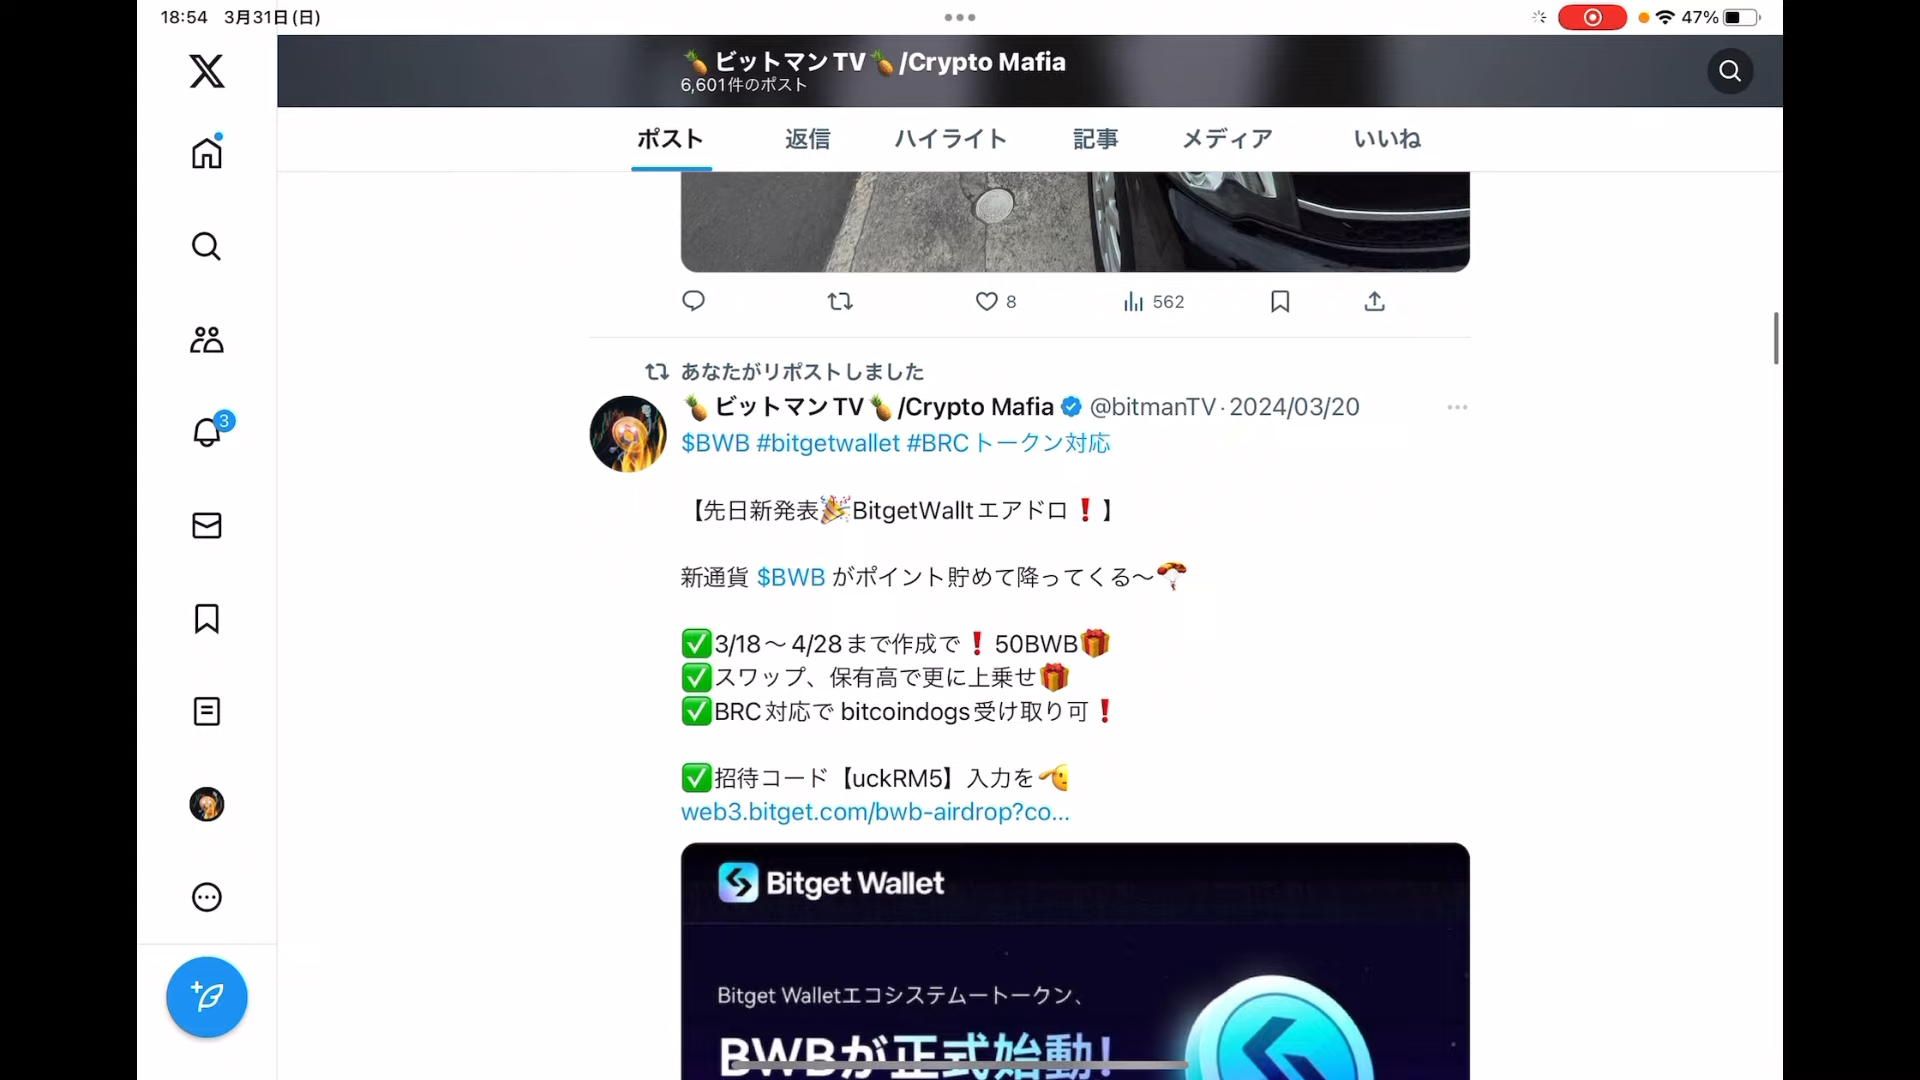 18:54 3月31日(日)
47%
🍍ビットマンTV🍍/Crypto Mafia
6,601件のポスト
ポスト 返信 ハイライト 記事 メディア いいね
8 562
あなたがリポストしました
🍍ビットマンTV🍍/Crypto Mafia @bitmanTV · 2024/03/20
$BWB #bitgetwallet #BRCトークン対応
【先日新発表🎉BitgetWalltエアドロ❗】
新通貨 $BWB がポイント貯めて降ってくる〜🪂
✅3/18〜4/28まで作成で❗50BWB🎁
✅スワップ、保有高で更に上乗せ🎁
✅BRC対応で bitcoindogs受け取り可❗
✅招待コード【uckRM5】入力を🫡
web3.bitget.com/bwb-airdrop?co...
3
Bitget Wallet
Bitget Walletエコシステムートークン、
BWBが正式始動!